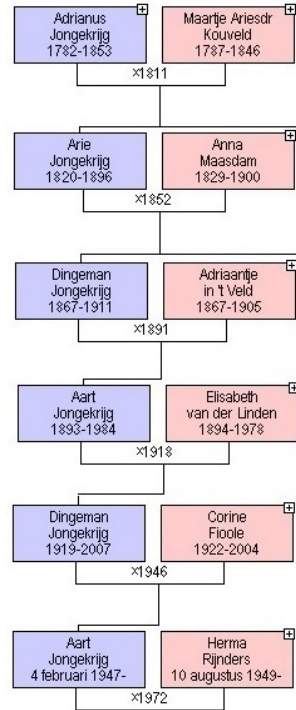 Adrianus
Jongekrijg
1782-1853
Maartje Ariesdr
Kouveld
1787-1846
x1811
Arie
Jongekrijg
1820-1896
Anna
Maasdam
1829-1900
x1852
Dingeman
Jongekrijg
1867-1911
Adriaantje
in 't Veld
1867-1905
x1891
Aart
Jongekrijg
1893-1984
Elisabeth
van der Linden
1894-1978
x1918
Dingeman
Jongekrijg
1919-2007
Corine
Fioole
1922-2004
x1946
Aart
Jongekrijg
4 februari 1947-
Herma
Rijnders
10 augustus 1949-
x1972